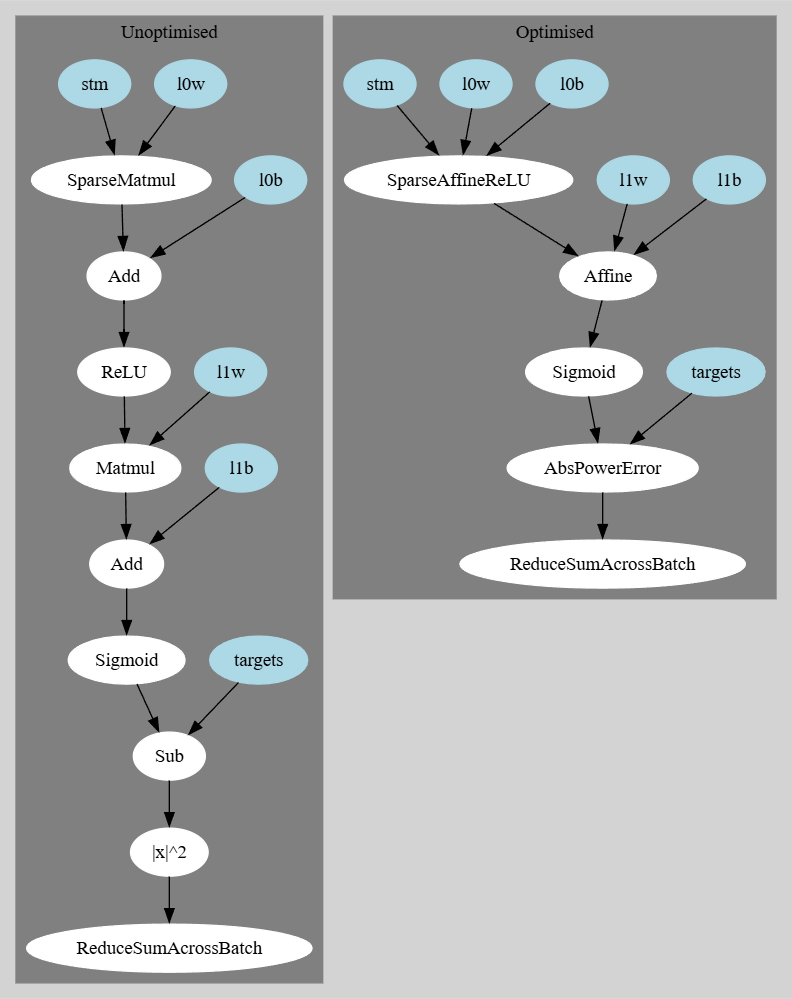 Unoptimised
stm
l0w
SparseMatmul
l0b
Add
ReLU
l1w
Matmul
l1b
Add
Sigmoid
targets
Sub
|x|^2
ReduceSumAcrossBatch
Optimised
stm
l0w
l0b
SparseAffineReLU
l1w
l1b
Affine
Sigmoid
targets
AbsPowerError
ReduceSumAcrossBatch